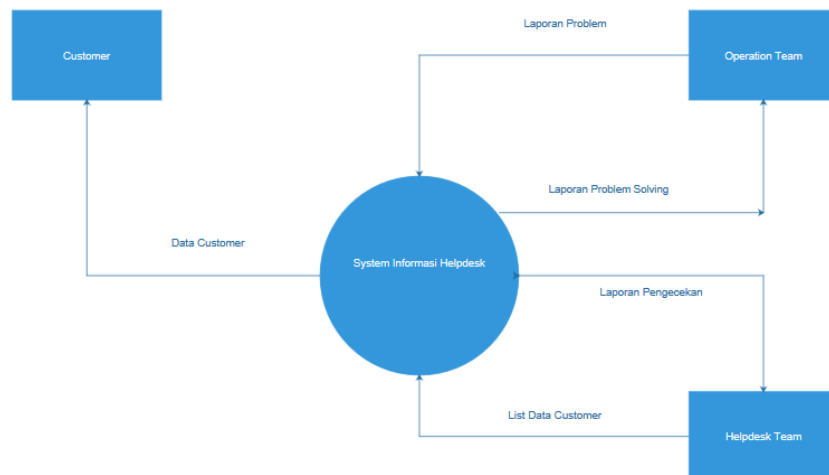 Laporan Problem
Customer
Operation Team
Laporan Problem Solving
Data Customer
System Informasi Helpdesk
Laporan Pengecekan
List Data Customer
Helpdesk Team